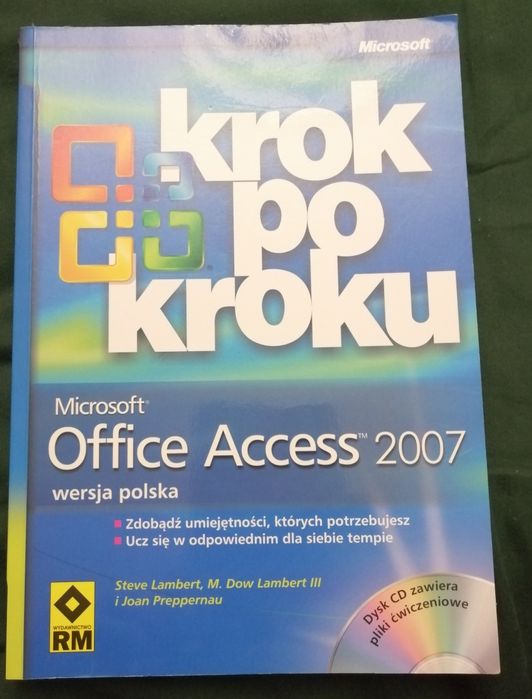 Microsoft
krok
po
kroku
Microsoft®
Office Access™ 2007
wersja polska
Zdobądź umiejętności, których potrzebujesz
Ucz się w odpowiednim dla siebie tempie
Steve Lambert, M. Dow Lambert III
i Joan Preppernau
WYDAWNICTWO
RM
Dysk CD zawiera
pliki ćwiczeniowe